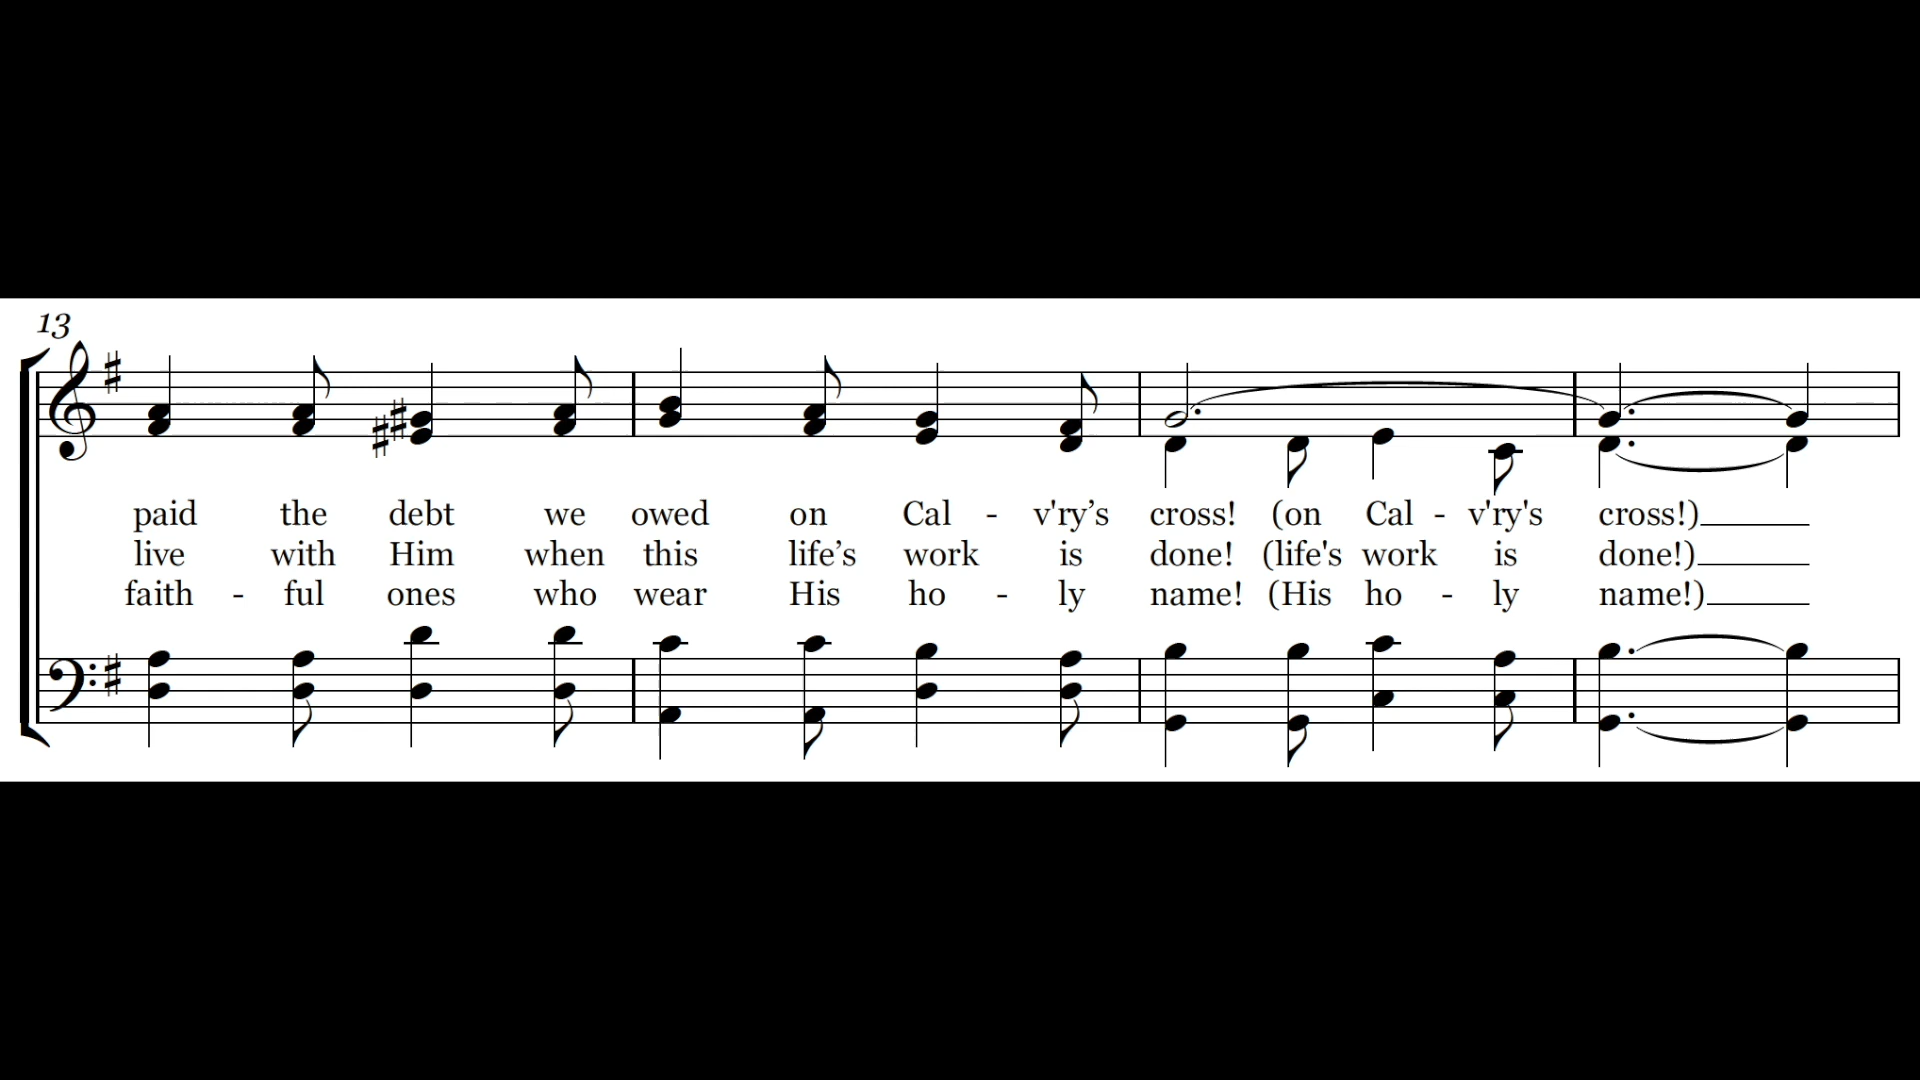 13
paid the debt we owed on Cal - v'ry’s cross! (on Cal - v'ry's cross!)
live with Him when this life’s work is done! (life's work is done!)
faith - ful ones who wear His ho - ly name! (His ho - ly name!)